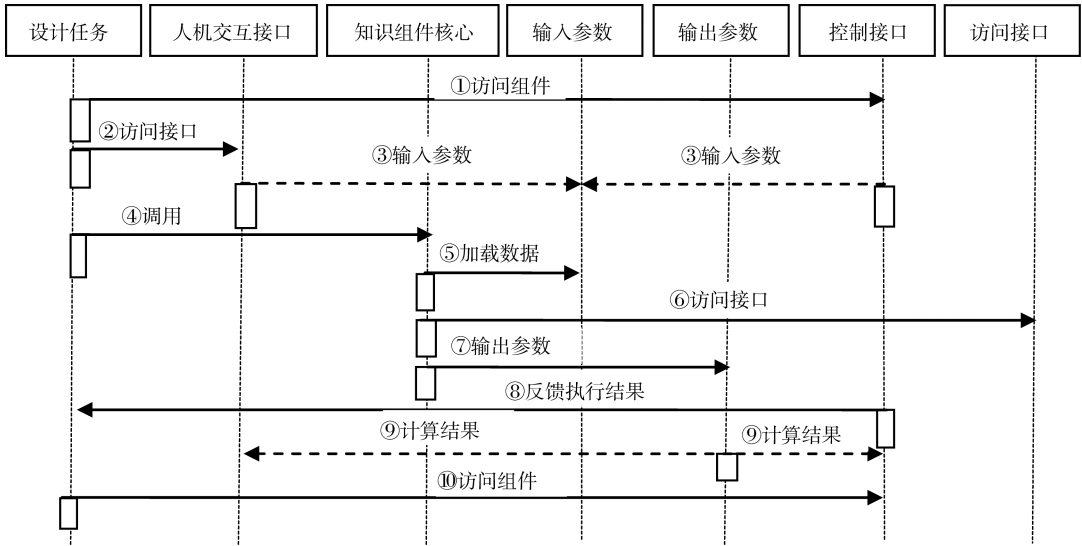 设计任务
人机交互接口
知识组件核心
输入参数
输出参数
控制接口
访问接口
①访问组件
②访问接口
③输入参数
③输入参数
④调用
⑤加载数据
⑥访问接口
⑦输出参数
⑧反馈执行结果
⑨计算结果
⑨计算结果
⑩访问组件